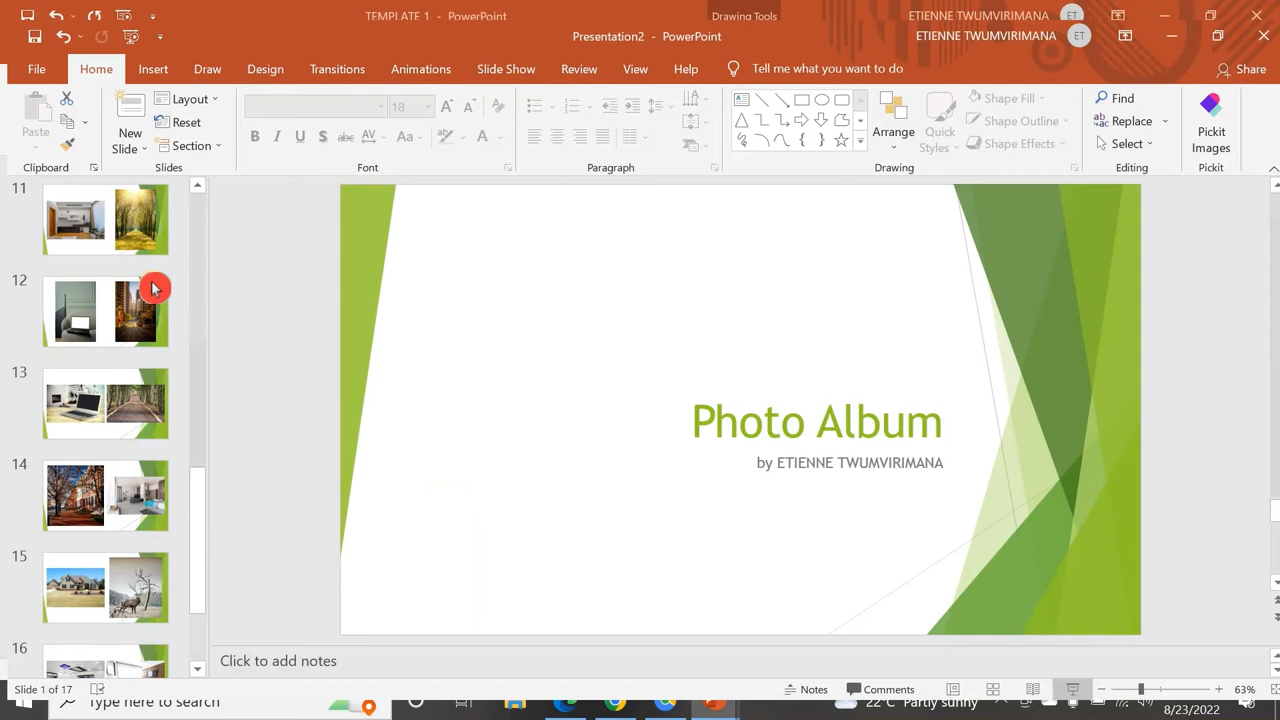 TEMPLATE 1 - PowerPoint
Drawing Tools
ETIENNE TWUMVIRIMANA
ET
Presentation2 - PowerPoint
ETIENNE TWUMVIRIMANA
ET
File
Home
Insert
Draw
Design
Transitions
Animations
Slide Show
Review
View
Help
Tell me what you want to do
Share
Paste
Clipboard
New
Slide
Layout
Reset
Section
Slides
18
B
I
U
S
abc
AV
Aa
A
Font
Paragraph
Arrange
Quick
Styles
Shape Fill
Shape Outline
Shape Effects
Drawing
Find
Replace
Select
Editing
Pickit
Images
Pickit
11
12
13
14
15
16
Photo Album
by ETIENNE TWUMVIRIMANA
Click to add notes
Slide 1 of 17
Notes
Comments
63%
Type here to search
22°C Partly sunny
8/23/2022